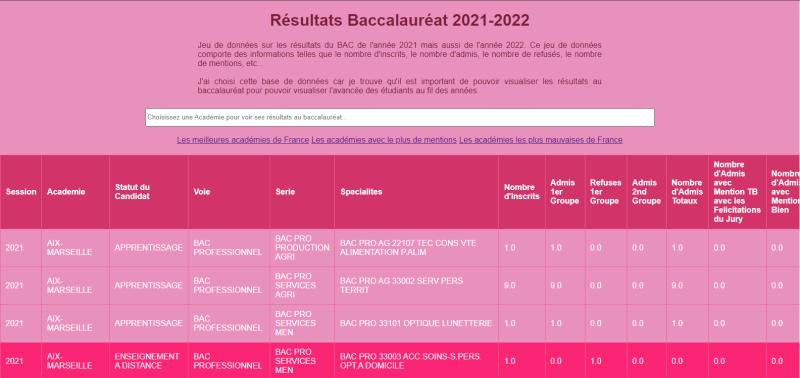 Résultats Baccalauréat 2021-2022
Jeu de données sur les résultats du BAC de l'année 2021 mais aussi de l'année 2022. Ce jeu de données
comporte des informations telles que le nombre d'inscrits, le nombre d'admis, le nombre de refusés, le nombre
de mentions, etc...
J'ai choisi cette base de données car je trouve qu'il est important de pouvoir visualiser les résultats au
baccalauréat pour pouvoir visualiser l'avancée des étudiants au fil des années.
Choisissez une Académie pour voir ses résultats au baccalauréat...
Les meilleures académies de France Les académies avec le plus de mentions Les académies les plus mauvaises de France
Session
Academie
Statut du
Candidat
Voie
Serie
Specialites
Nombre
d'Inscrits
Admis
1er
Groupe
Refuses
1er
Groupe
Admis
2nd
Groupe
Nombre
d'Admis
Totaux
Nombre
d'Admis
avec
Mention TB
avec les
Felicitations
du Jury
Nombre
d'Admis
avec
Mention
Bien
2021
AIX-
MARSEILLE
APPRENTISSAGE
BAC
PROFESSIONNEL
BAC PRO
PRODUCTION
AGRI
BAC PRO AG 22107 TEC CONS VTE
ALIMENTATION P.ALIM
1.0
1.0
0.0
0.0
1.0
0.0
0.0
2021
AIX-
MARSEILLE
APPRENTISSAGE
BAC
PROFESSIONNEL
BAC PRO
SERVICES
AGRI
BAC PRO AG 33002 SERV PERS
TERRIT
9.0
9.0
0.0
0.0
9.0
0.0
0.0
2021
AIX-
MARSEILLE
APPRENTISSAGE
BAC
PROFESSIONNEL
BAC PRO
SERVICES
MEN
BAC PRO 33101 OPTIQUE LUNETTERIE
1.0
1.0
0.0
0.0
1.0
0.0
0.0
2021
AIX-
MARSEILLE
ENSEIGNEMENT
A DISTANCE
BAC
PROFESSIONNEL
BAC PRO
SERVICES
MEN
BAC PRO 33003 ACC.SOINS-S.PERS.
OPT.A DOMICILE
1.0
0.0
1.0
0.0
0.0
0.0
0.0